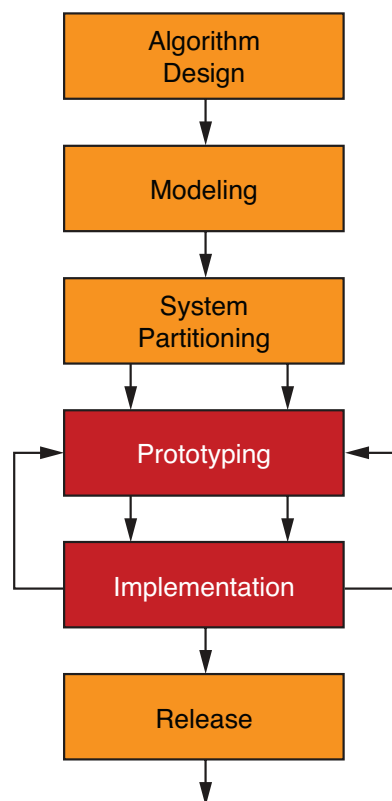 Algorithm
Design
Modeling
System
Partitioning
Prototyping
Implementation
Release